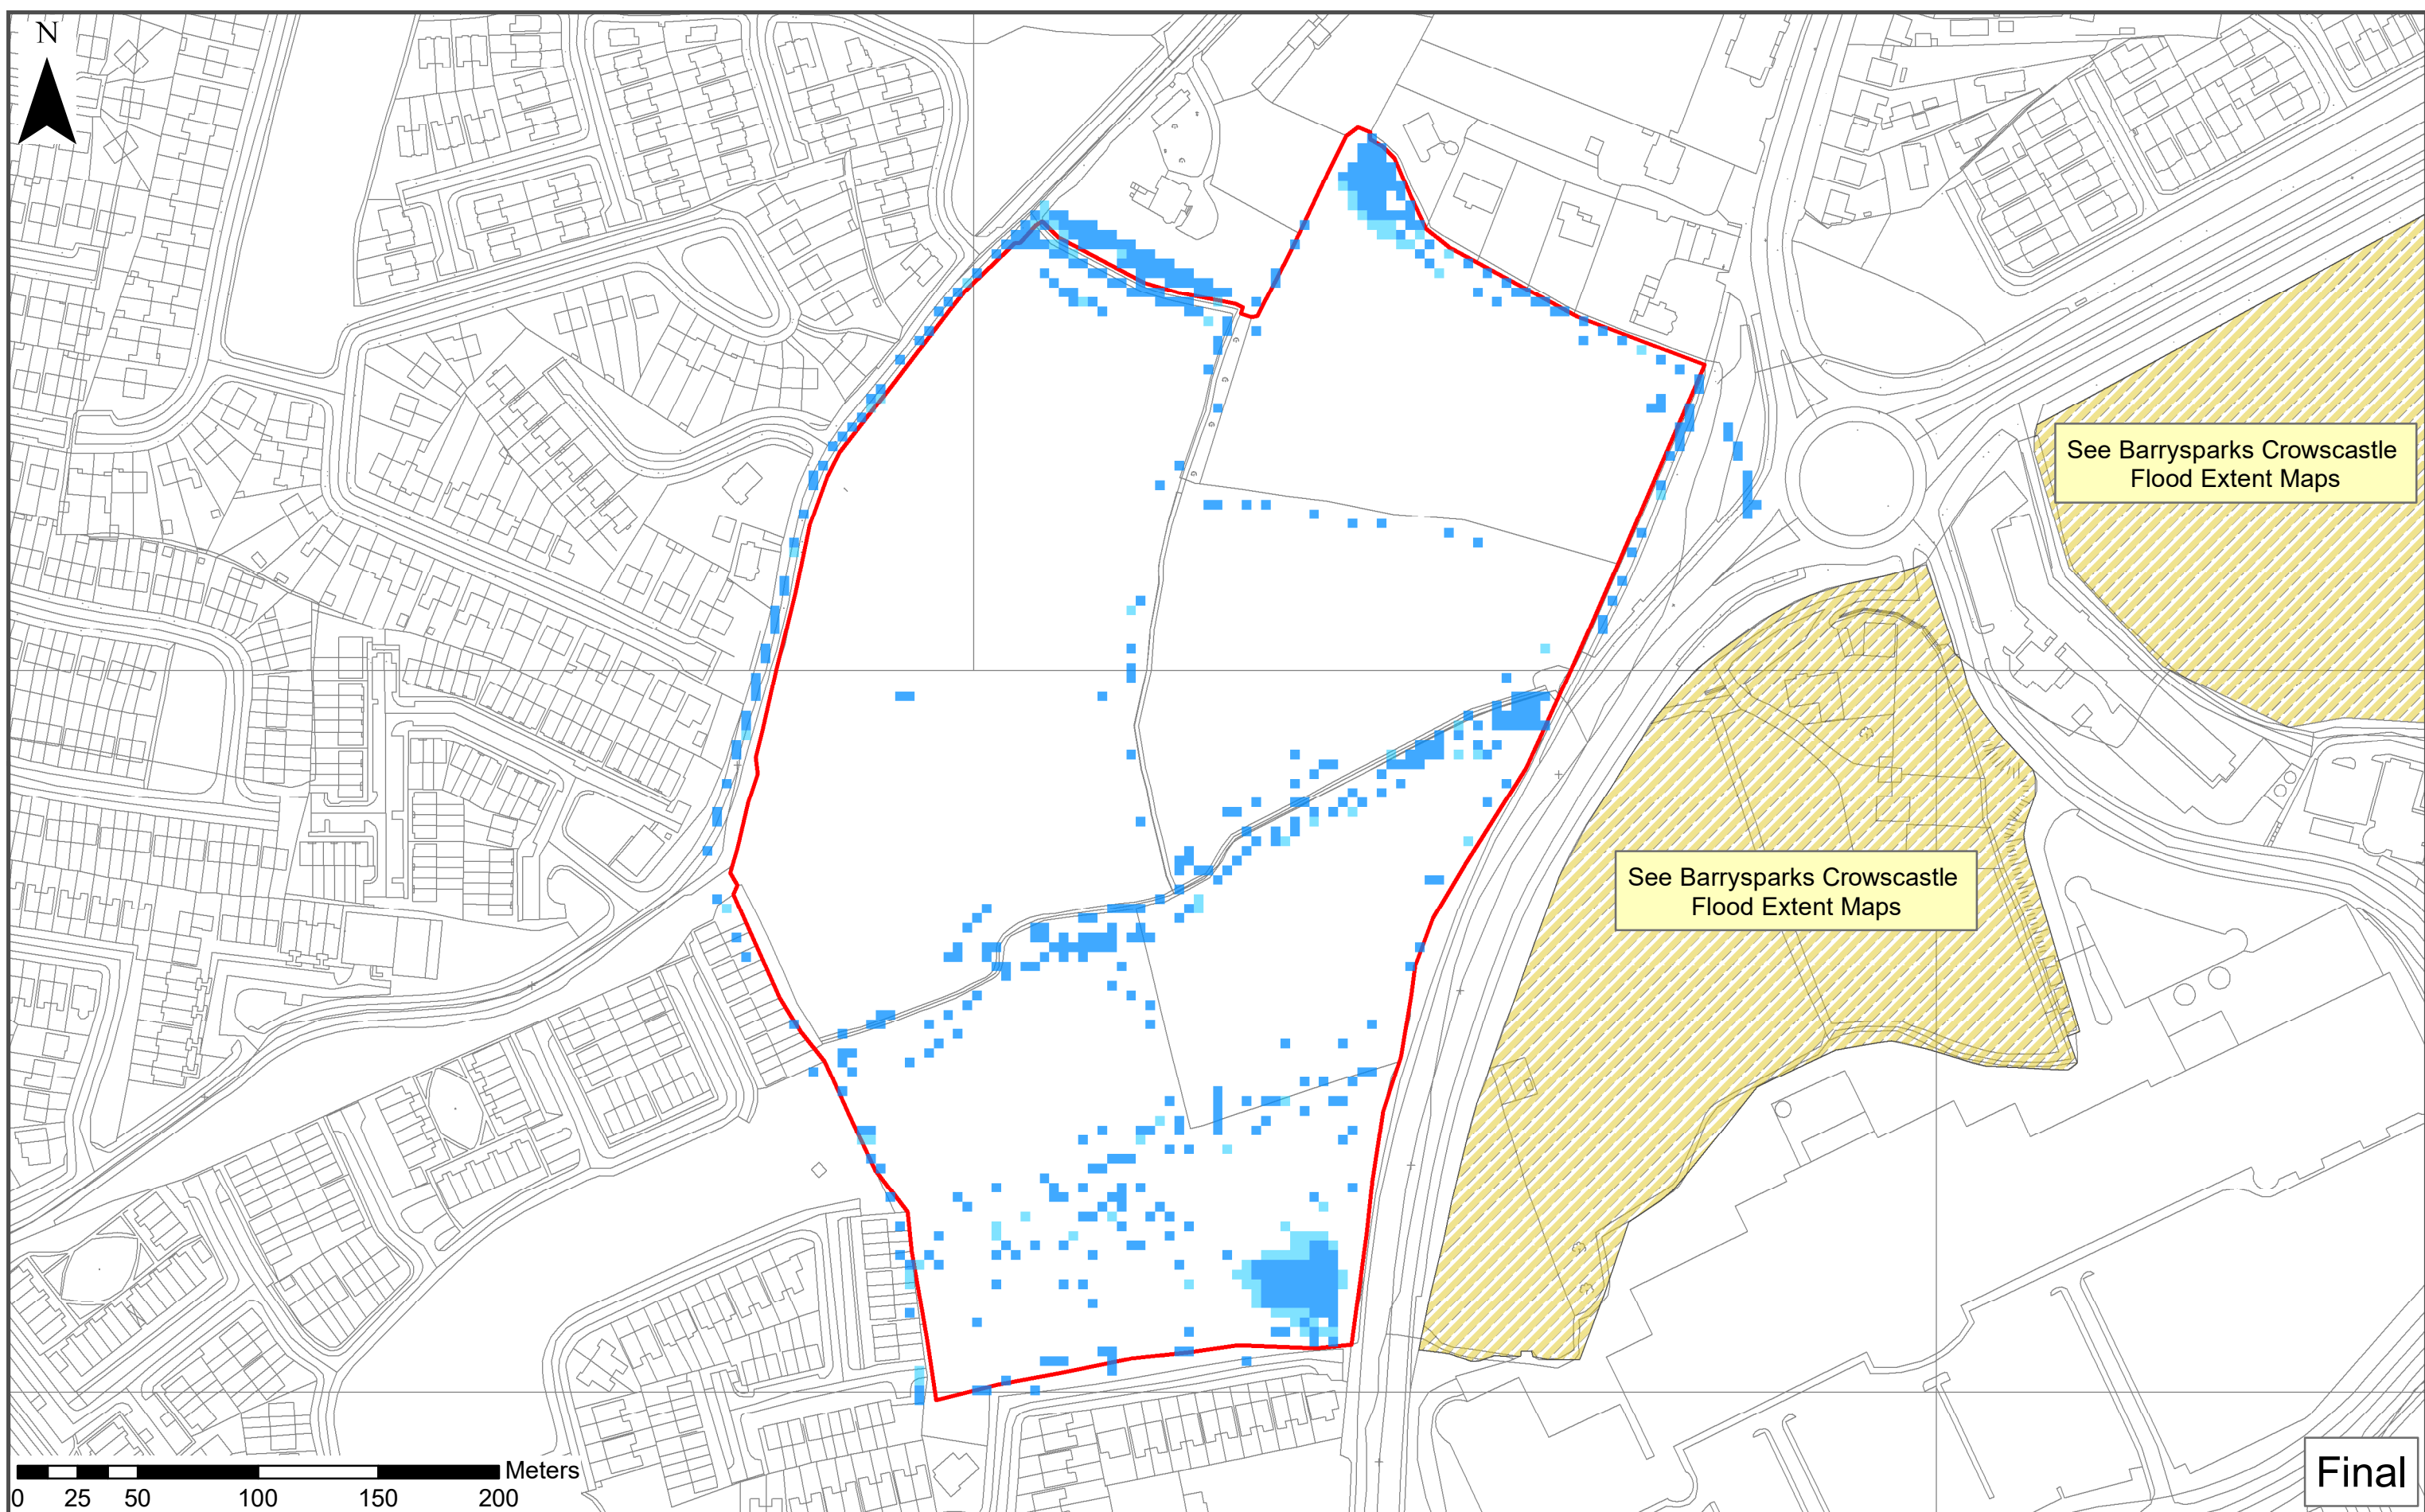 N
See Barrysparks Crowscastle
Flood Extent Maps
See Barrysparks Crowscastle
Flood Extent Maps
Meters
0 25 50 100 150 200
Final